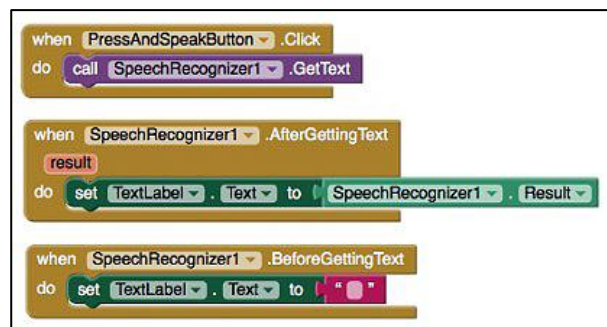 when PressAndSpeakButton .Click
do call SpeechRecognizer1 .GetText
when SpeechRecognizer1 .AfterGettingText
result
do set TextLabel . Text to SpeechRecognizer1 . Result
when SpeechRecognizer1 .BeforeGettingText
do set TextLabel . Text to " "